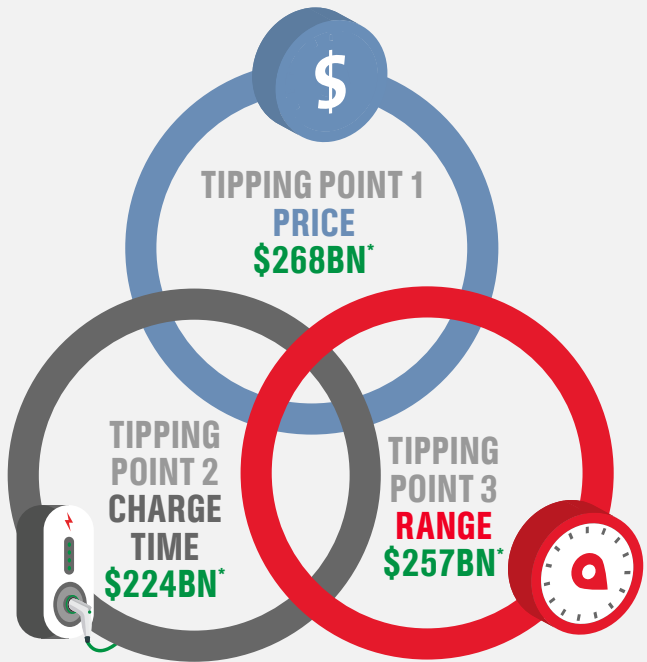 $
TIPPING POINT 1
PRICE
$268BN*
TIPPING
POINT 2
CHARGE
TIME
$224BN*
TIPPING
POINT 3
RANGE
$257BN*